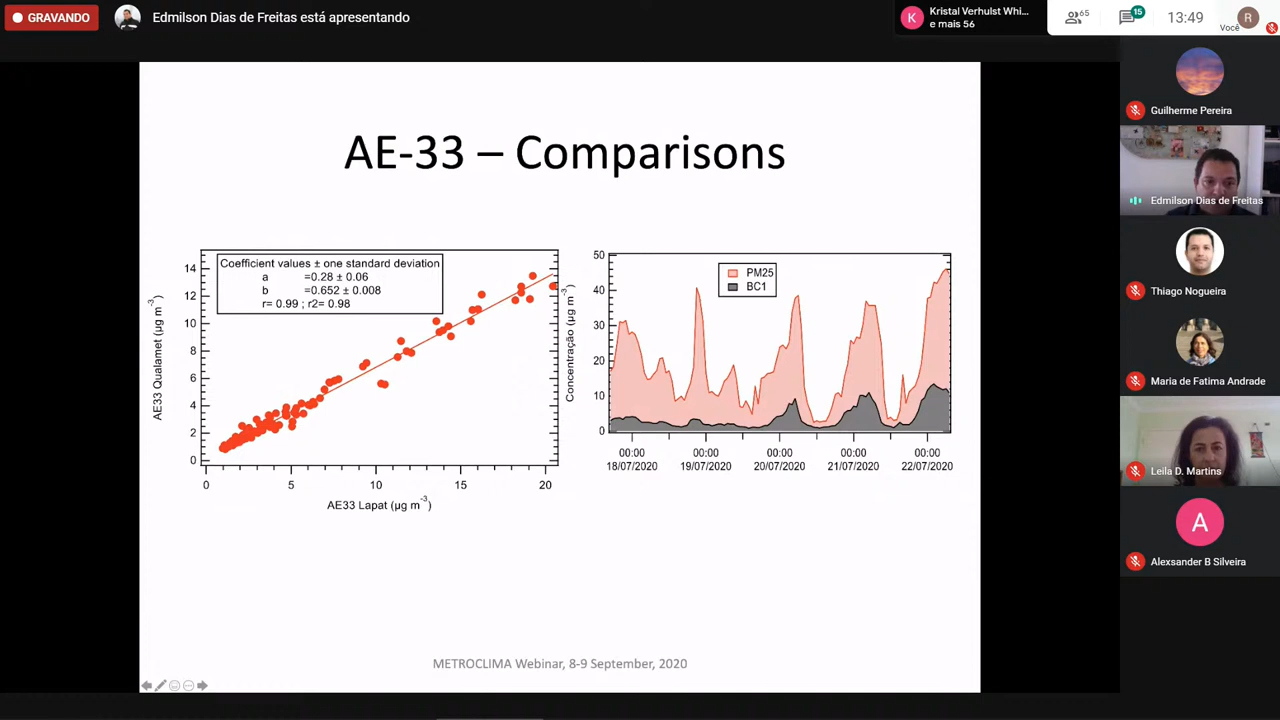 GRAVANDO
Edmilson Dias de Freitas está apresentando
Kristal Verhulst Whi...
e mais 56
65
15
13:49
Você
R
K
AE-33 – Comparisons
Coefficient values ± one standard deviation
a =0.28 ± 0.06
b =0.652 ± 0.008
r= 0.99 ; r2= 0.98
AE33 Qualamet (µg m-3)
14
12
10
8
6
4
2
0
0 5 10 15 20
AE33 Lapat (µg m-3)
Concentração (µg m-3)
50
40
30
20
10
0
PM25
BC1
00:00 00:00 00:00 00:00 00:00
18/07/2020 19/07/2020 20/07/2020 21/07/2020 22/07/2020
METROCLIMA Webinar, 8-9 September, 2020
Guilherme Pereira
Edmilson Dias de Freitas
Thiago Nogueira
Maria de Fatima Andrade
Leila D. Martins
A
Alexsander B Silveira